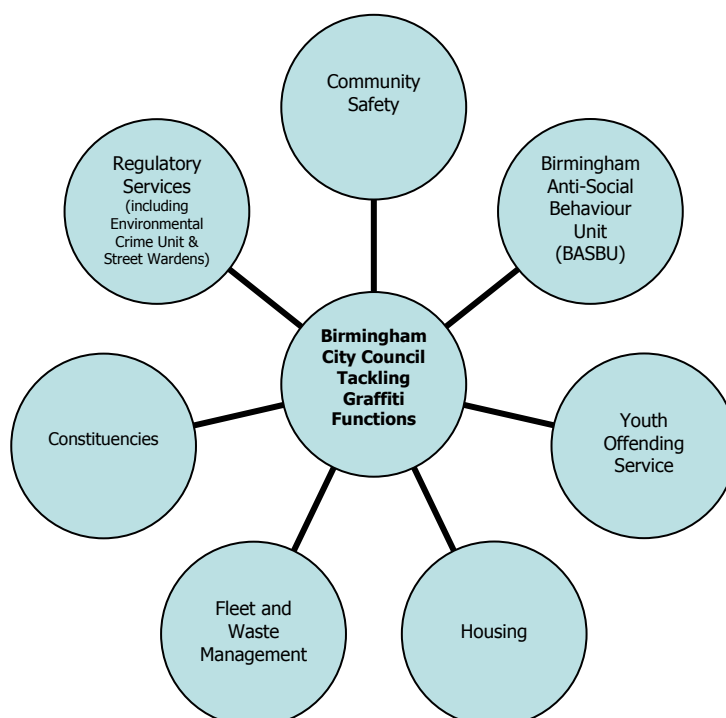 Community
Safety
Regulatory
Services
(including
Environmental
Crime Unit &
Street Wardens)
Birmingham
Anti-Social
Behaviour
Unit
(BASBU)
Birmingham
City Council
Tackling
Graffiti
Functions
Constituencies
Youth
Offending
Service
Fleet and
Waste
Management
Housing